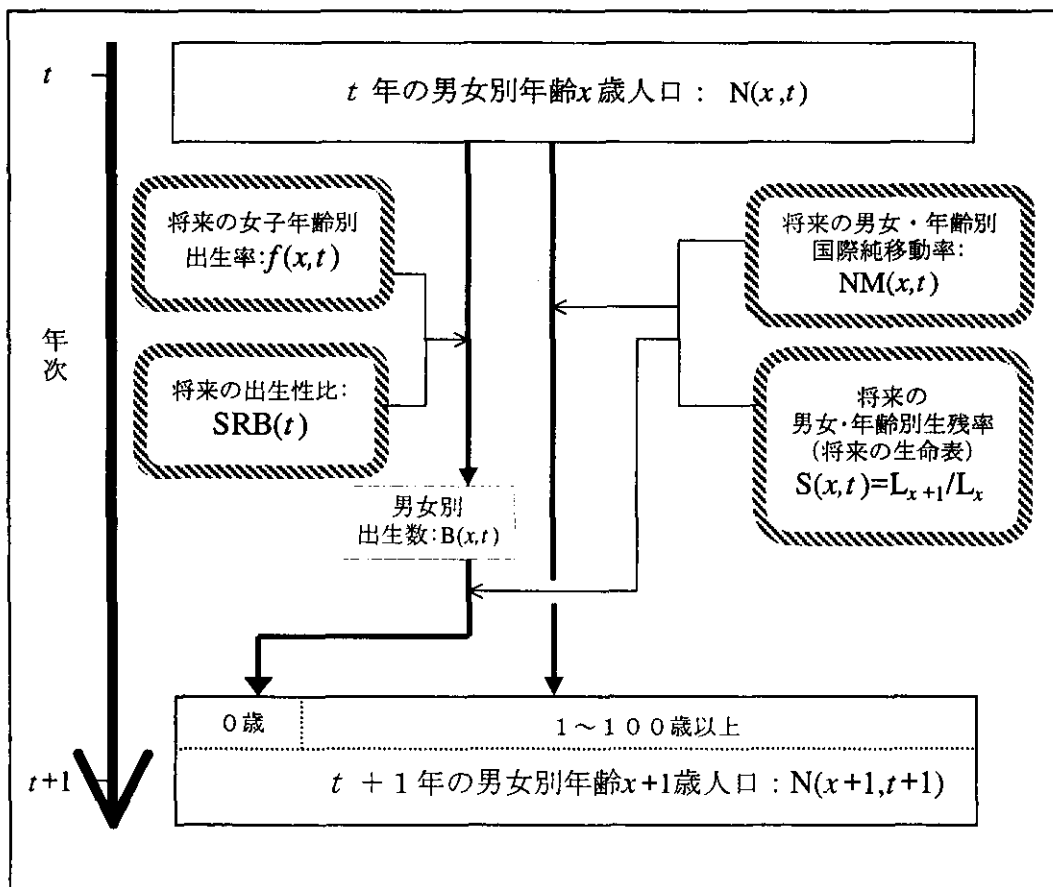 t
t 年の男女別年齢x歳人口： N(x,t)
将来の女子年齢別
出生率:f(x,t)
将来の男女・年齢別
国際純移動率:
NM(x,t)
年次
将来の出生性比:
SRB(t)
将来の
男女・年齢別生残率
(将来の生命表)
S(x,t)=Lx+1/Lx
男女別
出生数:B(x,t)
０歳
１～１００歳以上
t+1
t +１年の男女別年齢x+1歳人口：N(x+1,t+1)